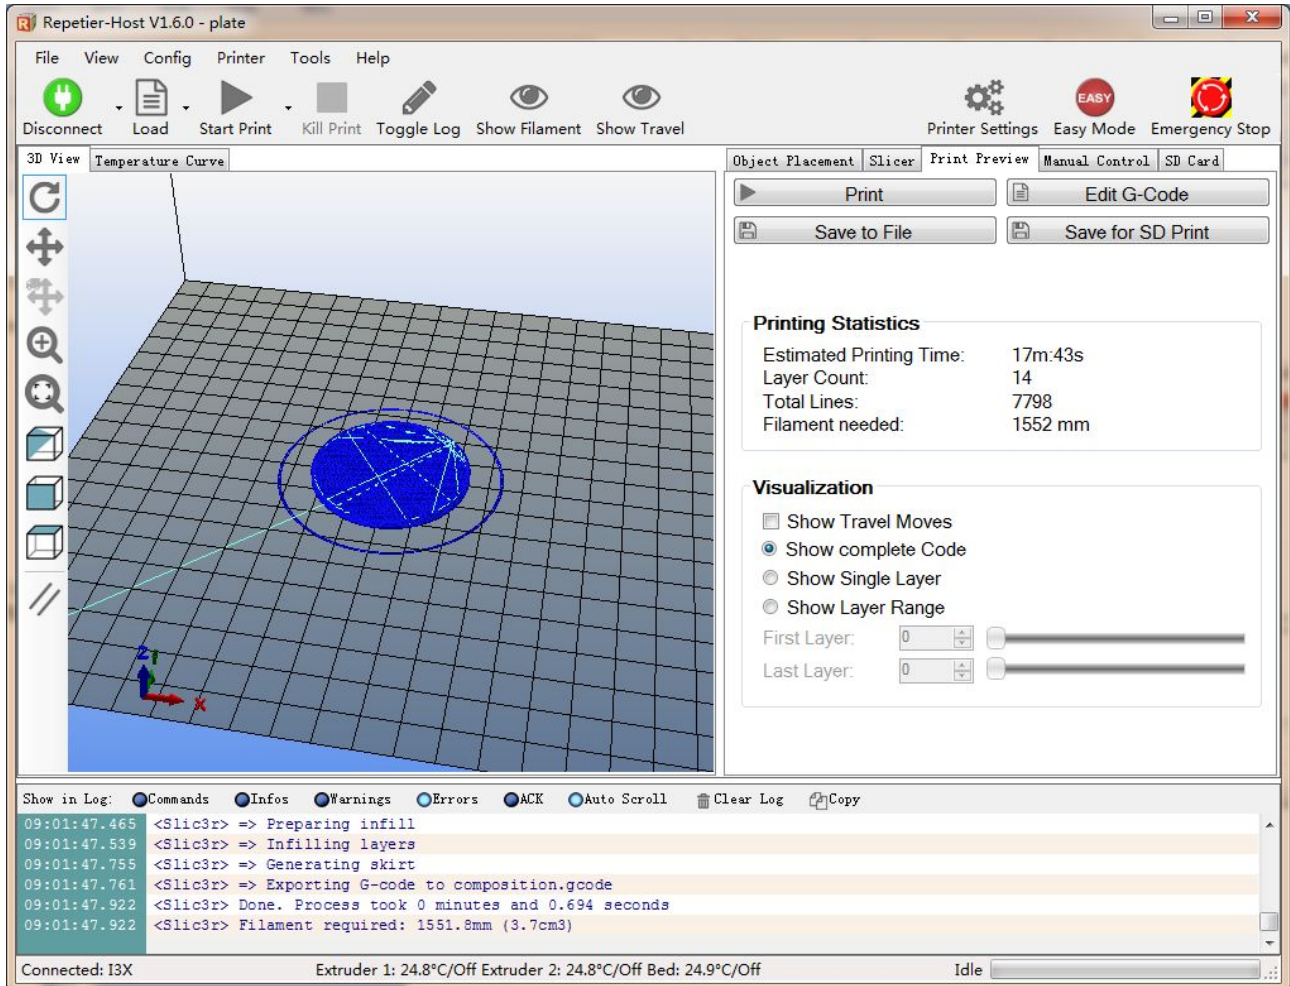 Repetier-Host V1.6.0 - plate
File View Config Printer Tools Help
Disconnect Load Start Print Kill Print Toggle Log Show Filament Show Travel Printer Settings Easy Mode Emergency Stop
EASY
3D View Temperature Curve
Object Placement Slicer Print Preview Manual Control SD Card
Print Edit G-Code
Save to File Save for SD Print
Printing Statistics
Estimated Printing Time: 17m:43s
Layer Count: 14
Total Lines: 7798
Filament needed: 1552 mm
Visualization
Show Travel Moves
Show complete Code
Show Single Layer
Show Layer Range
First Layer: 0
Last Layer: 0
Z
X
Show in Log: Commands Infos Warnings Errors ACK Auto Scroll Clear Log Copy
09:01:47.465 <Slic3r> => Preparing infill
09:01:47.539 <Slic3r> => Infilling layers
09:01:47.755 <Slic3r> => Generating skirt
09:01:47.761 <Slic3r> => Exporting G-code to composition.gcode
09:01:47.922 <Slic3r> Done. Process took 0 minutes and 0.694 seconds
09:01:47.922 <Slic3r> Filament required: 1551.8mm (3.7cm3)
Connected: I3X Extruder 1: 24.8°C/Off Extruder 2: 24.8°C/Off Bed: 24.9°C/Off Idle